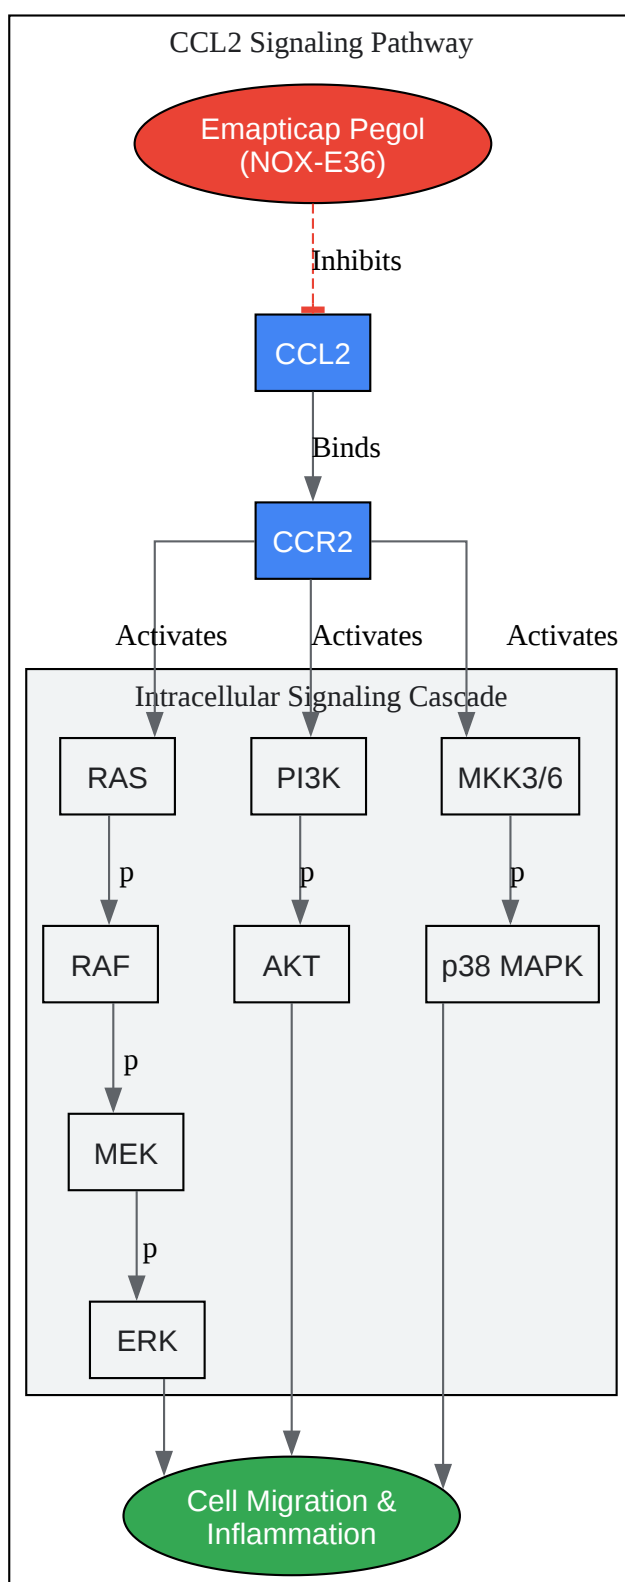 CCL2 Signaling Pathway
Emapticap Pegol
(NOX-E36)
Inhibits
CCL2
Binds
CCR2
Activates
Activates
Activates
Intracellular Signaling Cascade
RAS
PI3K
MKK3/6
p
p
p
RAF
AKT
p38 MAPK
p
MEK
p
ERK
Cell Migration &
Inflammation